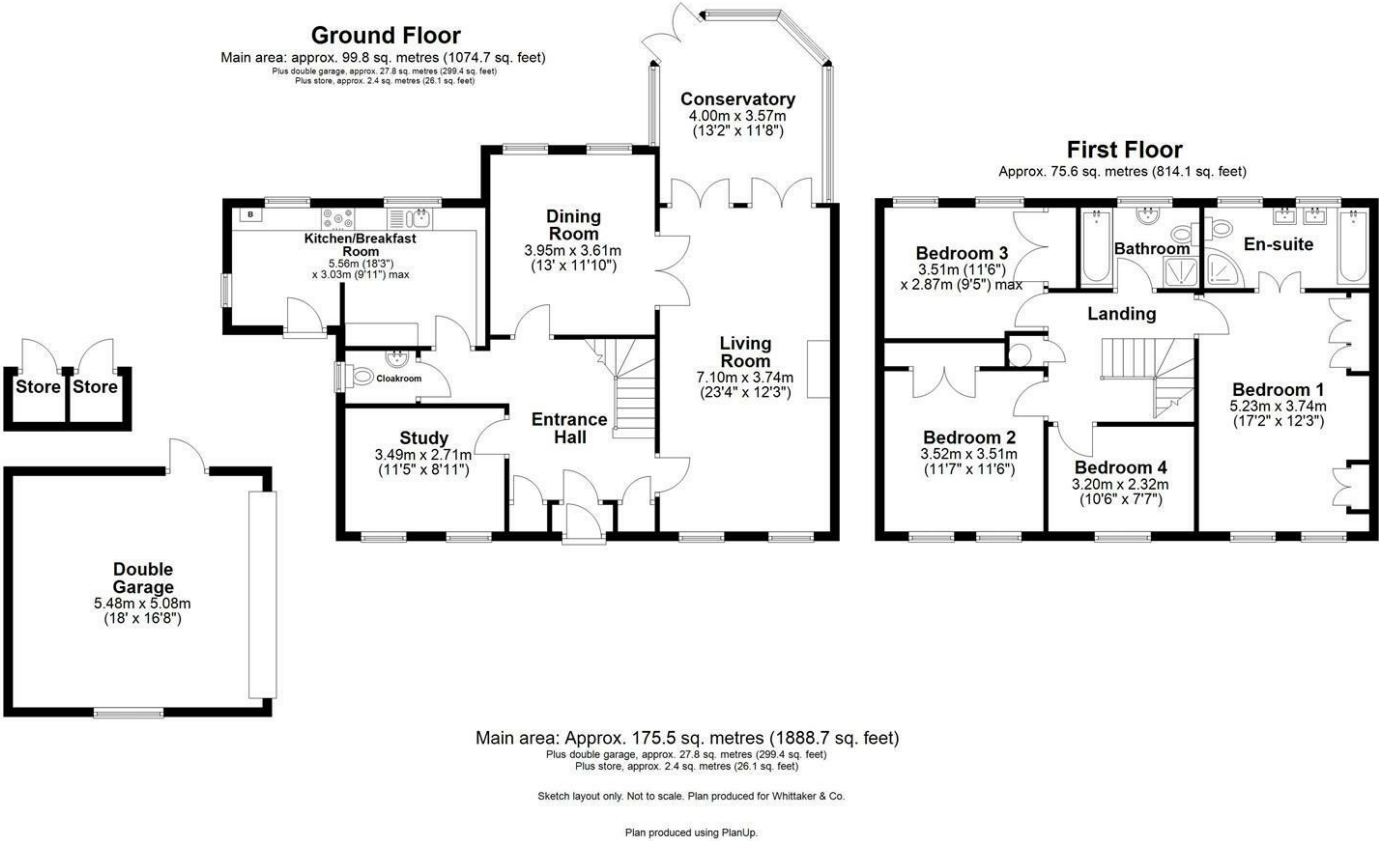 Ground Floor
Main area: approx. 99.8 sq. metres (1074.7 sq. feet)
Plus double garage, approx. 27.8 sq. metres (299.4 sq. feet)
Plus store, approx. 2.4 sq. metres (26.1 sq. feet)
Conservatory
4.00m x 3.57m
(13'2" x 11'8")
B
Kitchen/Breakfast
Room
5.56m (18'3")
x 3.03m (9'11") max
Dining
Room
3.95m x 3.61m
(13' x 11'10")
Living
Room
7.10m x 3.74m
(23'4" x 12'3")
Cloakroom
Entrance
Hall
Study
3.49m x 2.71m
(11'5" x 8'11")
Store
Store
Double
Garage
5.48m x 5.08m
(18' x 16'8")
First Floor
Approx. 75.6 sq. metres (814.1 sq. feet)
Bedroom 3
3.51m (11'6")
x 2.87m (9'5") max
Bathroom
En-suite
Landing
Bedroom 1
5.23m x 3.74m
(17'2" x 12'3")
Bedroom 2
3.52m x 3.51m
(11'7" x 11'6")
Bedroom 4
3.20m x 2.32m
(10'6" x 7'7")
Main area: Approx. 175.5 sq. metres (1888.7 sq. feet)
Plus double garage, approx. 27.8 sq. metres (299.4 sq. feet)
Plus store, approx. 2.4 sq. metres (26.1 sq. feet)
Sketch layout only. Not to scale. Plan produced for Whittaker & Co.
Plan produced using PlanUp.